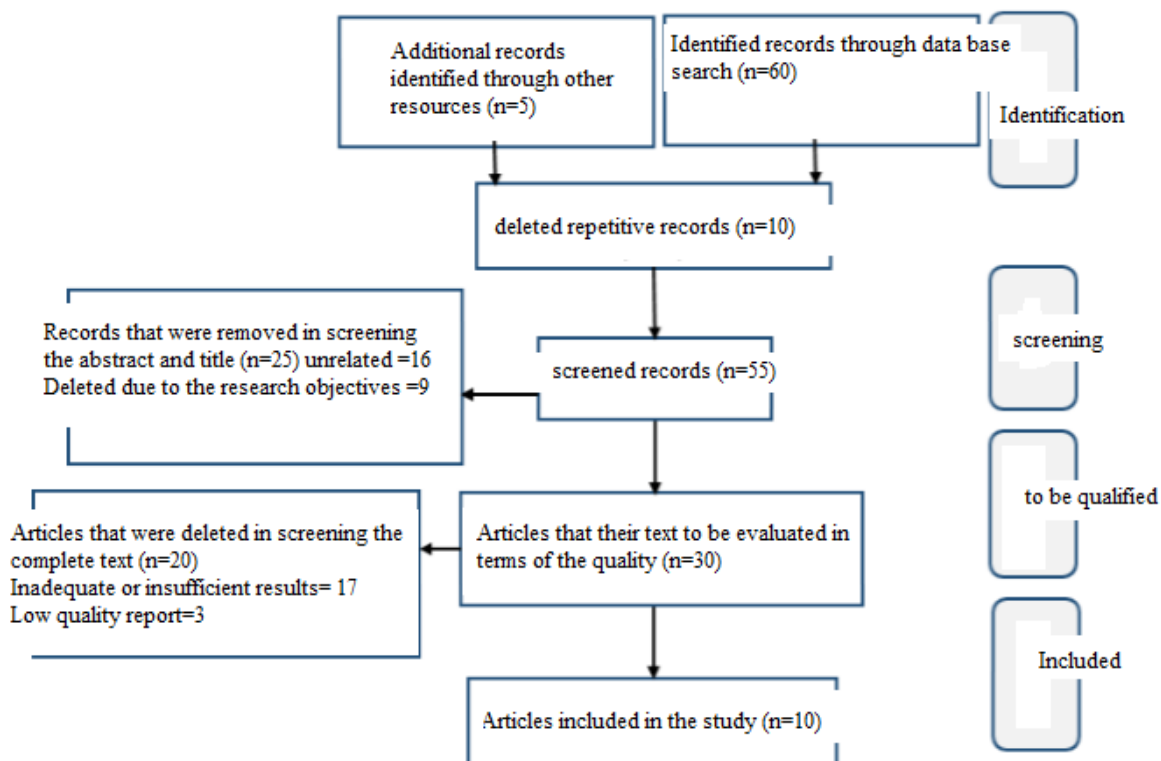 Additional records
identified through other
resources (n=5)
Identified records through data base
search (n=60)
Identification
deleted repetitive records (n=10)
Records that were removed in screening
the abstract and title (n=25) unrelated =16
Deleted due to the research objectives =9
screened records (n=55)
screening
Articles that were deleted in screening the
complete text (n=20)
Inadequate or insufficient results= 17
Low quality report=3
Articles that their text to be evaluated in
terms of the quality (n=30)
to be qualified
Articles included in the study (n=10)
Included